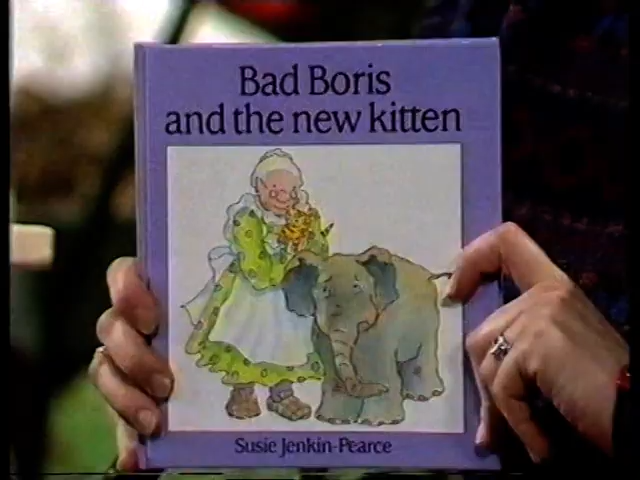 Bad Boris
and the new kitten
Susie Jenkin-Pearce